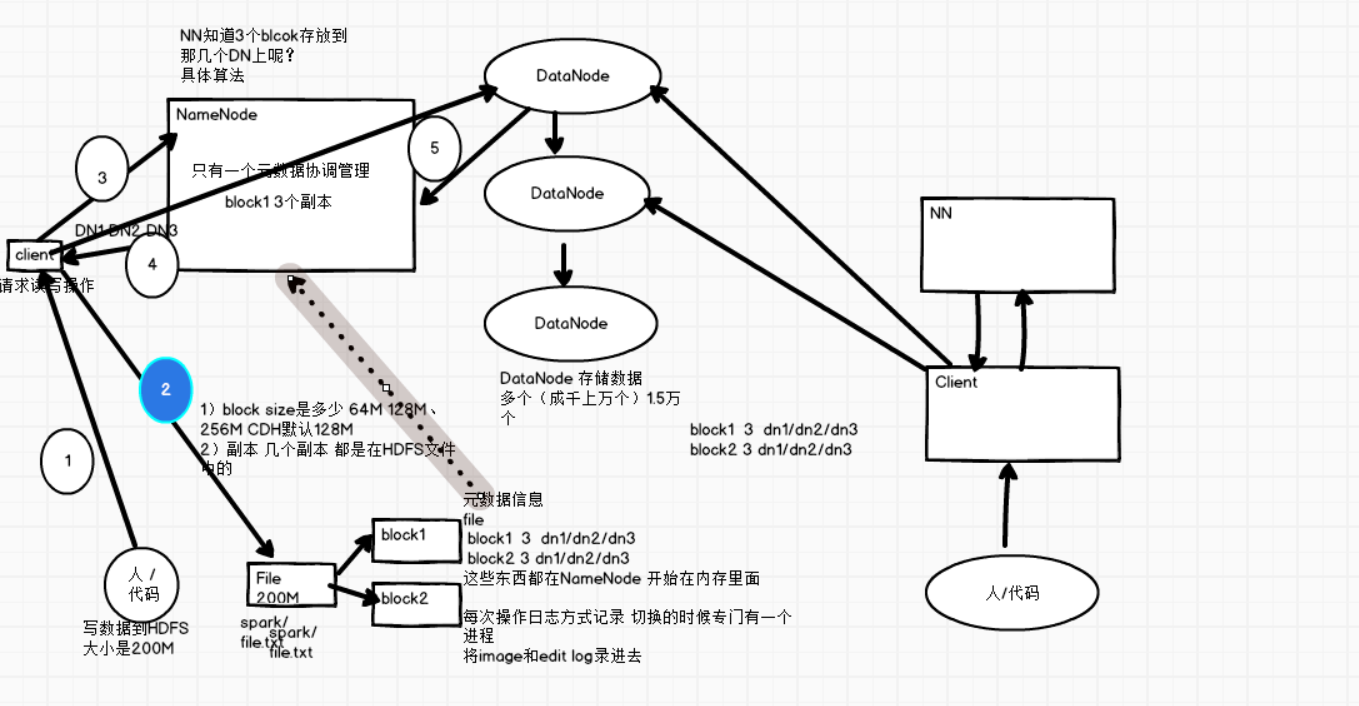 NN知道3个blcok存放到
那几个DN上呢？
具体算法
NameNode
只有一个元数据协调管理
block1 3个副本
3
DN1 DN2 DN3
client
4
请求读写操作
5
DataNode
DataNode
DataNode
DataNode 存储数据
多个（成千上万个）1.5万
个
2
1）block size是多少 64M 128M、
256M CDH默认128M
2）副本 几个副本 都是在HDFS文件
中的
1
人 /
代码
写数据到HDFS
大小是200M
File
200M
spark/
file.txt
spark/
file.txt
block1
block2
元数据信息
file
block1 3 dn1/dn2/dn3
block2 3 dn1/dn2/dn3
这些东西都在NameNode 开始在内存里面
每次操作日志方式记录 切换的时候专门有一个
进程
将image和edit log录进去
block1 3 dn1/dn2/dn3
block2 3 dn1/dn2/dn3
NN
Client
人/代码